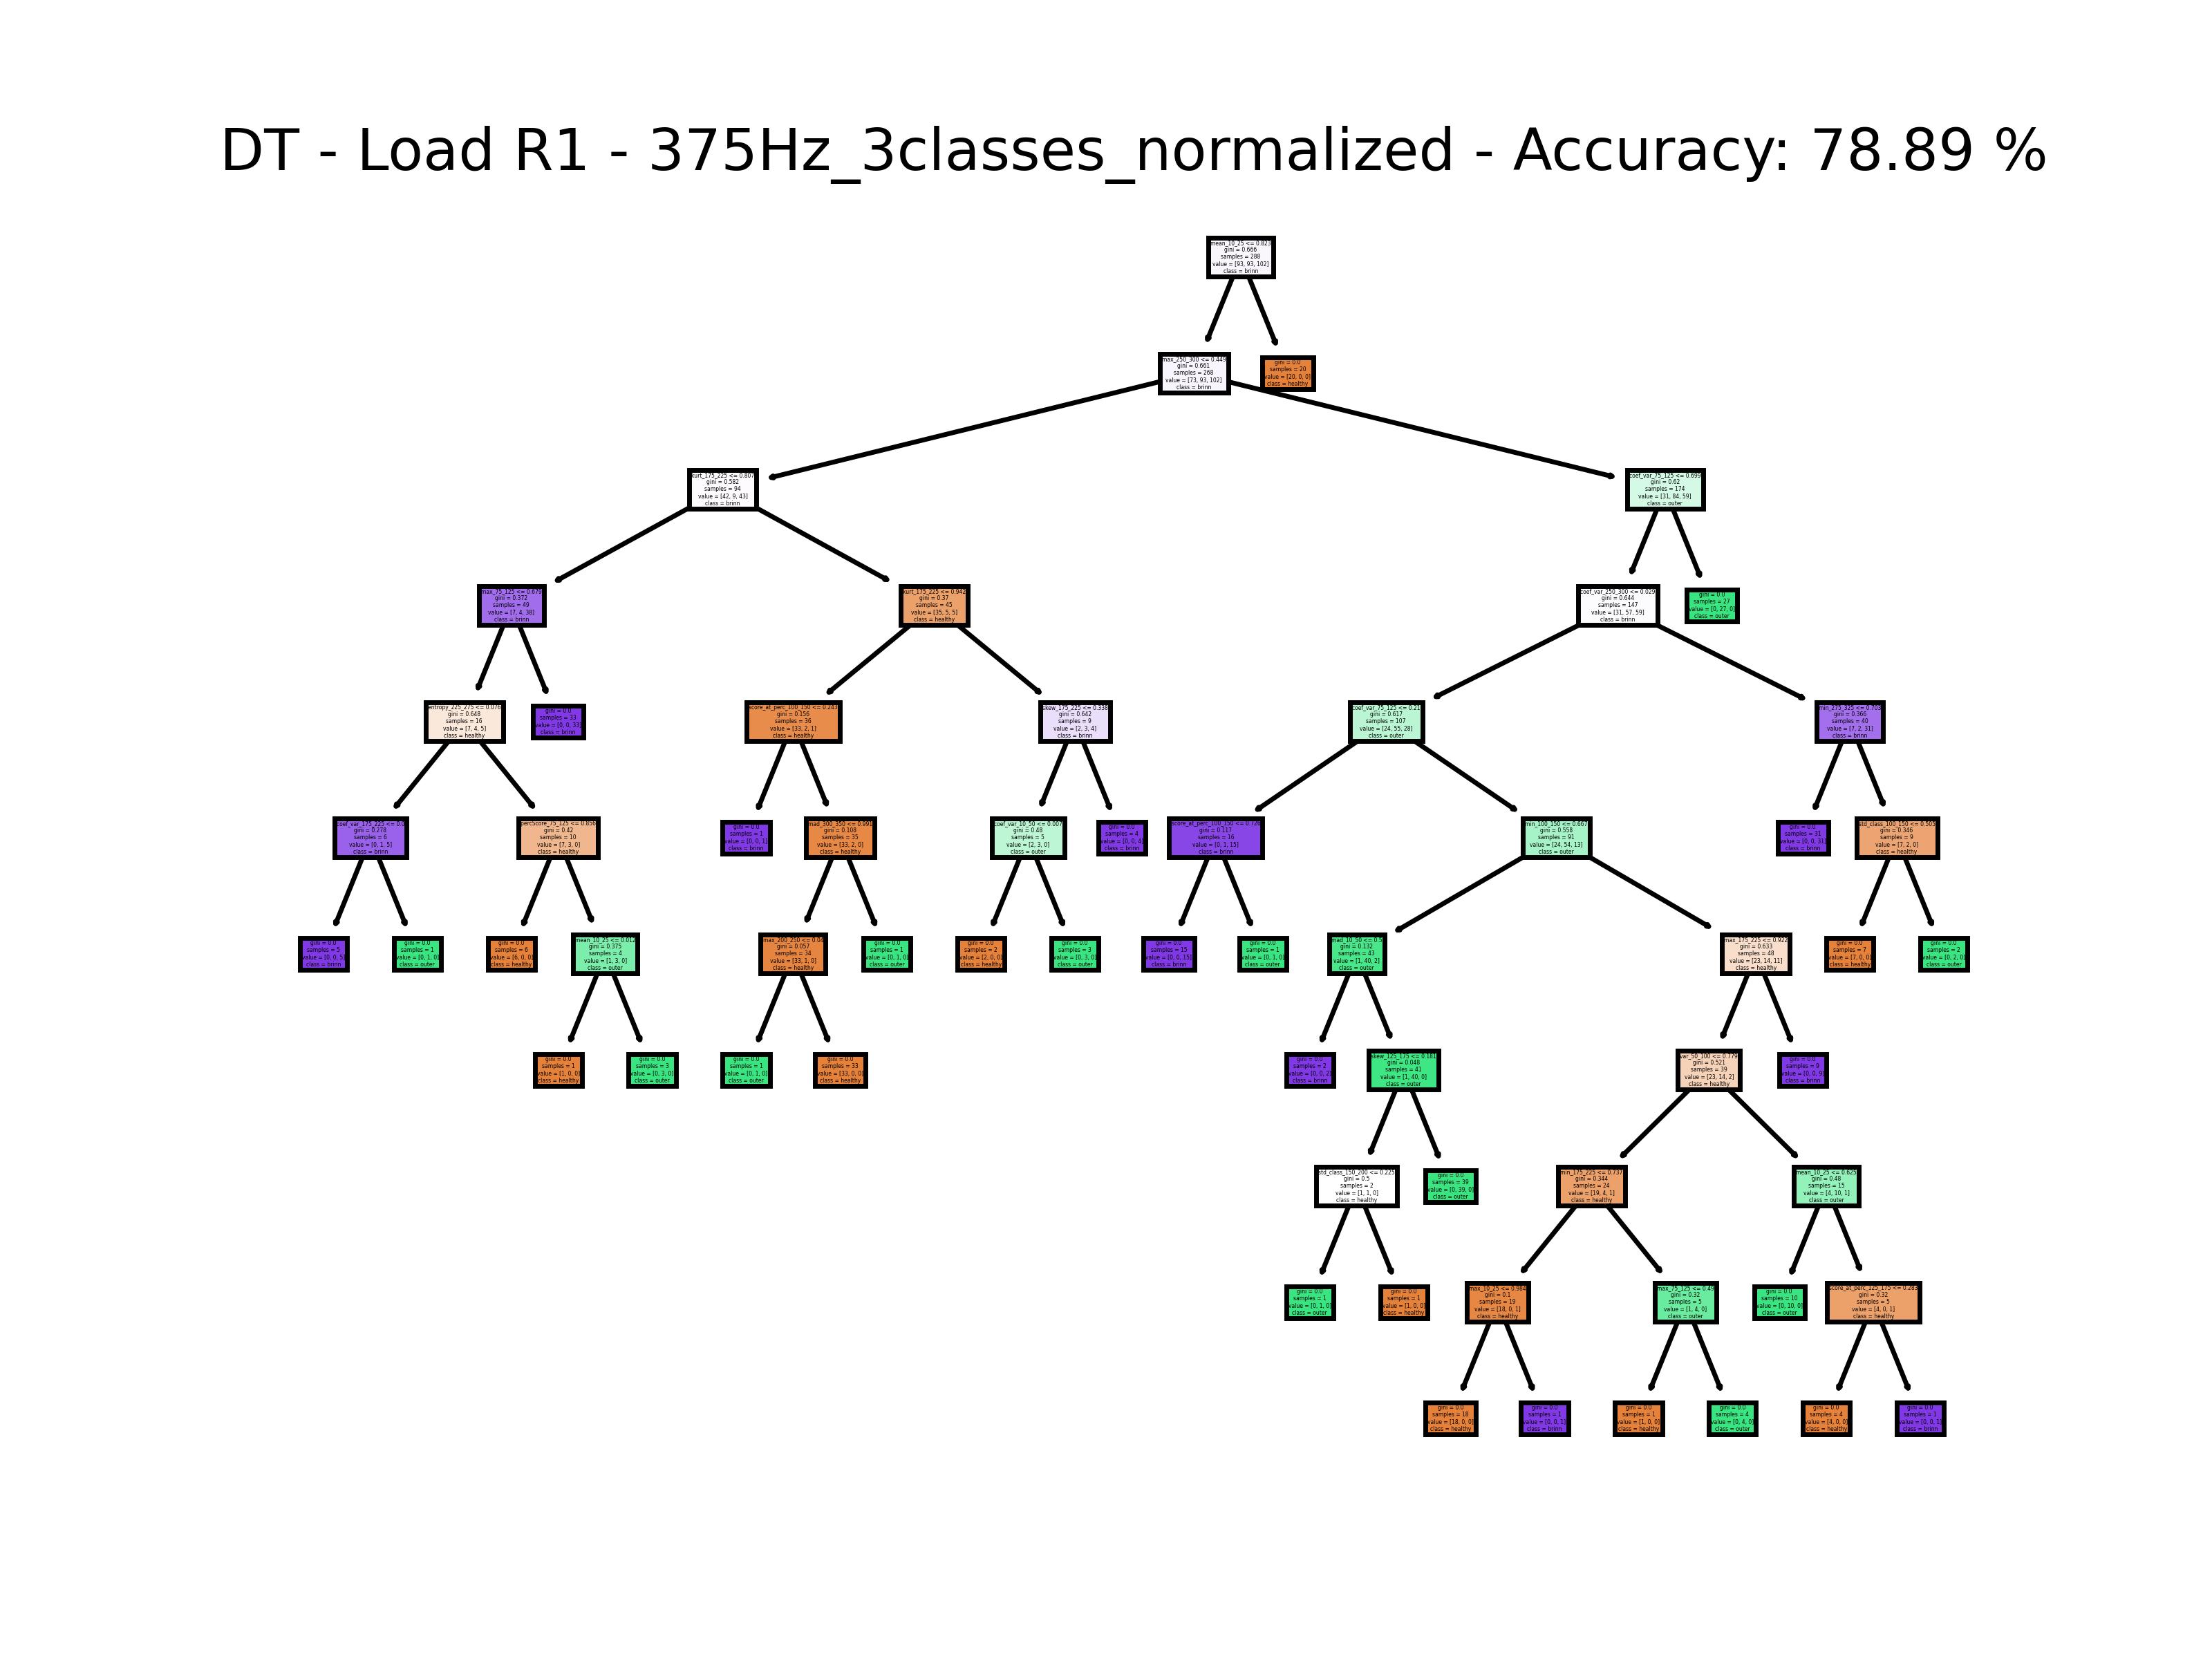 DT - Load R1 - 375Hz_3classes_normalized - Accuracy: 78.89 %
mean_10_25 <= 0.823
gini = 0.666
samples = 288
value = [93, 93, 102]
class = brinn
max_250_300 <= 0.449
gini = 0.661
samples = 268
value = [73, 93, 102]
class = brinn
gini = 0.0
samples = 20
value = [20, 0, 0]
class = healthy
kurt_175_225 <= 0.807
gini = 0.582
samples = 94
value = [42, 9, 43]
class = brinn
coef_var_75_125 <= 0.699
gini = 0.62
samples = 174
value = [31, 84, 59]
class = outer
max_75_125 <= 0.679
gini = 0.372
samples = 49
value = [7, 4, 38]
class = brinn
kurt_175_225 <= 0.942
gini = 0.37
samples = 45
value = [35, 5, 5]
class = healthy
coef_var_250_300 <= 0.029
gini = 0.644
samples = 147
value = [31, 57, 59]
class = brinn
gini = 0.0
samples = 27
value = [0, 27, 0]
class = outer
entropy_225_275 <= 0.076
gini = 0.648
samples = 16
value = [7, 4, 5]
class = healthy
gini = 0.0
samples = 33
value = [0, 0, 33]
class = brinn
score_at_perc_100_150 <= 0.243
gini = 0.156
samples = 36
value = [33, 2, 1]
class = healthy
skew_175_225 <= 0.338
gini = 0.642
samples = 9
value = [2, 3, 4]
class = brinn
coef_var_75_125 <= 0.21
gini = 0.617
samples = 107
value = [24, 55, 28]
class = outer
min_275_325 <= 0.703
gini = 0.366
samples = 40
value = [7, 2, 31]
class = brinn
coef_var_175_225 <= 0.0
gini = 0.278
samples = 6
value = [0, 1, 5]
class = brinn
percScore_75_125 <= 0.856
gini = 0.42
samples = 10
value = [7, 3, 0]
class = healthy
gini = 0.0
samples = 1
value = [0, 0, 1]
class = brinn
mad_300_350 <= 0.991
gini = 0.108
samples = 35
value = [33, 2, 0]
class = healthy
coef_var_10_50 <= 0.007
gini = 0.48
samples = 5
value = [2, 3, 0]
class = outer
gini = 0.0
samples = 4
value = [0, 0, 4]
class = brinn
score_at_perc_100_150 <= 0.726
gini = 0.117
samples = 16
value = [0, 1, 15]
class = brinn
min_100_150 <= 0.667
gini = 0.558
samples = 91
value = [24, 54, 13]
class = outer
gini = 0.0
samples = 31
value = [0, 0, 31]
class = brinn
std_class_100_150 <= 0.505
gini = 0.346
samples = 9
value = [7, 2, 0]
class = healthy
gini = 0.0
samples = 5
value = [0, 0, 5]
class = brinn
gini = 0.0
samples = 1
value = [0, 1, 0]
class = outer
gini = 0.0
samples = 6
value = [6, 0, 0]
class = healthy
mean_10_25 <= 0.012
gini = 0.375
samples = 4
value = [1, 3, 0]
class = outer
max_200_250 <= 0.04
gini = 0.057
samples = 34
value = [33, 1, 0]
class = healthy
gini = 0.0
samples = 1
value = [0, 1, 0]
class = outer
gini = 0.0
samples = 2
value = [2, 0, 0]
class = healthy
gini = 0.0
samples = 3
value = [0, 3, 0]
class = outer
gini = 0.0
samples = 15
value = [0, 0, 15]
class = brinn
gini = 0.0
samples = 1
value = [0, 1, 0]
class = outer
mad_10_50 <= 0.5
gini = 0.132
samples = 43
value = [1, 40, 2]
class = outer
max_175_225 <= 0.922
gini = 0.633
samples = 48
value = [23, 14, 11]
class = healthy
gini = 0.0
samples = 7
value = [7, 0, 0]
class = healthy
gini = 0.0
samples = 2
value = [0, 2, 0]
class = outer
gini = 0.0
samples = 1
value = [1, 0, 0]
class = healthy
gini = 0.0
samples = 3
value = [0, 3, 0]
class = outer
gini = 0.0
samples = 1
value = [0, 1, 0]
class = outer
gini = 0.0
samples = 33
value = [33, 0, 0]
class = healthy
gini = 0.0
samples = 2
value = [0, 0, 2]
class = brinn
skew_125_175 <= 0.181
gini = 0.048
samples = 41
value = [1, 40, 0]
class = outer
var_50_100 <= 0.779
gini = 0.521
samples = 39
value = [23, 14, 2]
class = healthy
gini = 0.0
samples = 9
value = [0, 0, 9]
class = brinn
std_class_150_200 <= 0.225
gini = 0.5
samples = 2
value = [1, 1, 0]
class = healthy
gini = 0.0
samples = 39
value = [0, 39, 0]
class = outer
min_175_225 <= 0.737
gini = 0.344
samples = 24
value = [19, 4, 1]
class = healthy
mean_10_25 <= 0.625
gini = 0.48
samples = 15
value = [4, 10, 1]
class = outer
gini = 0.0
samples = 1
value = [0, 1, 0]
class = outer
gini = 0.0
samples = 1
value = [1, 0, 0]
class = healthy
max_10_25 <= 0.984
gini = 0.1
samples = 19
value = [18, 0, 1]
class = healthy
max_75_125 <= 0.49
gini = 0.32
samples = 5
value = [1, 4, 0]
class = outer
gini = 0.0
samples = 10
value = [0, 10, 0]
class = outer
score_at_perc_125_175 <= 0.283
gini = 0.32
samples = 5
value = [4, 0, 1]
class = healthy
gini = 0.0
samples = 18
value = [18, 0, 0]
class = healthy
gini = 0.0
samples = 1
value = [0, 0, 1]
class = brinn
gini = 0.0
samples = 1
value = [1, 0, 0]
class = healthy
gini = 0.0
samples = 4
value = [0, 4, 0]
class = outer
gini = 0.0
samples = 4
value = [4, 0, 0]
class = healthy
gini = 0.0
samples = 1
value = [0, 0, 1]
class = brinn